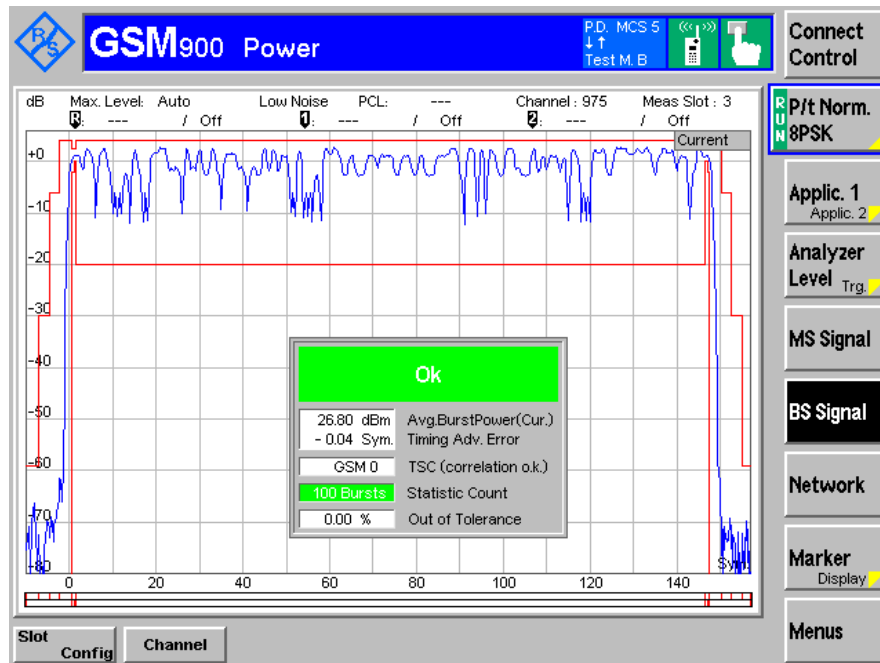 R/S
GSM900 Power
P.D. MCS 5
Test M. B
Connect Control
dB Max. Level: Auto Low Noise PCL: --- Channel : 975 Meas Slot : 3
R: --- / Off 1: --- / Off 2: --- / Off
Current
+0
-10
-20
-30
-40
-50
-60
-70
-80
0 20 40 60 80 100 120 140
Sym.
Ok
26.80 dBm Avg.BurstPower(Cur.)
- 0.04 Sym. Timing Adv. Error
GSM 0 TSC (correlation o.k.)
100 Bursts Statistic Count
0.00 % Out of Tolerance
RUN
P/t Norm.
8PSK
Applic. 1
Applic. 2
Analyzer
Level Trg.
MS Signal
BS Signal
Network
Marker
Display
Menus
Slot
Config
Channel